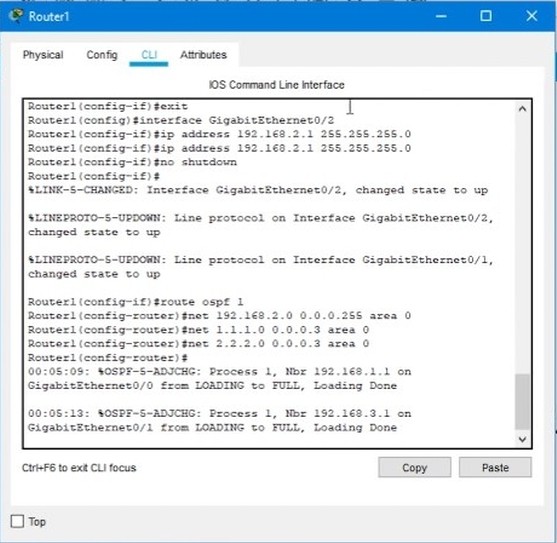 Router1
Physical Config CLI Attributes
IOS Command Line Interface
Router1(config-if)#exit
Router1(config)#interface GigabitEthernet0/2
Router1(config-if)#ip address 192.168.2.1 255.255.255.0
Router1(config-if)#ip address 192.168.2.1 255.255.255.0
Router1(config-if)#no shutdown
Router1(config-if)#
%LINK-5-CHANGED: Interface GigabitEthernet0/2, changed state to up
%LINEPROTO-5-UPDOWN: Line protocol on Interface GigabitEthernet0/2,
changed state to up
%LINEPROTO-5-UPDOWN: Line protocol on Interface GigabitEthernet0/1,
changed state to up
Router1(config-if)#route ospf 1
Router1(config-router)#net 192.168.2.0 0.0.0.255 area 0
Router1(config-router)#net 1.1.1.0 0.0.0.3 area 0
Router1(config-router)#net 2.2.2.0 0.0.0.3 area 0
Router1(config-router)#
00:05:09: %OSPF-5-ADJCHG: Process 1, Nbr 192.168.1.1 on
GigabitEthernet0/0 from LOADING to FULL, Loading Done
00:05:13: %OSPF-5-ADJCHG: Process 1, Nbr 192.168.3.1 on
GigabitEthernet0/1 from LOADING to FULL, Loading Done
Ctrl+F6 to exit CLI focus
Copy Paste
Top